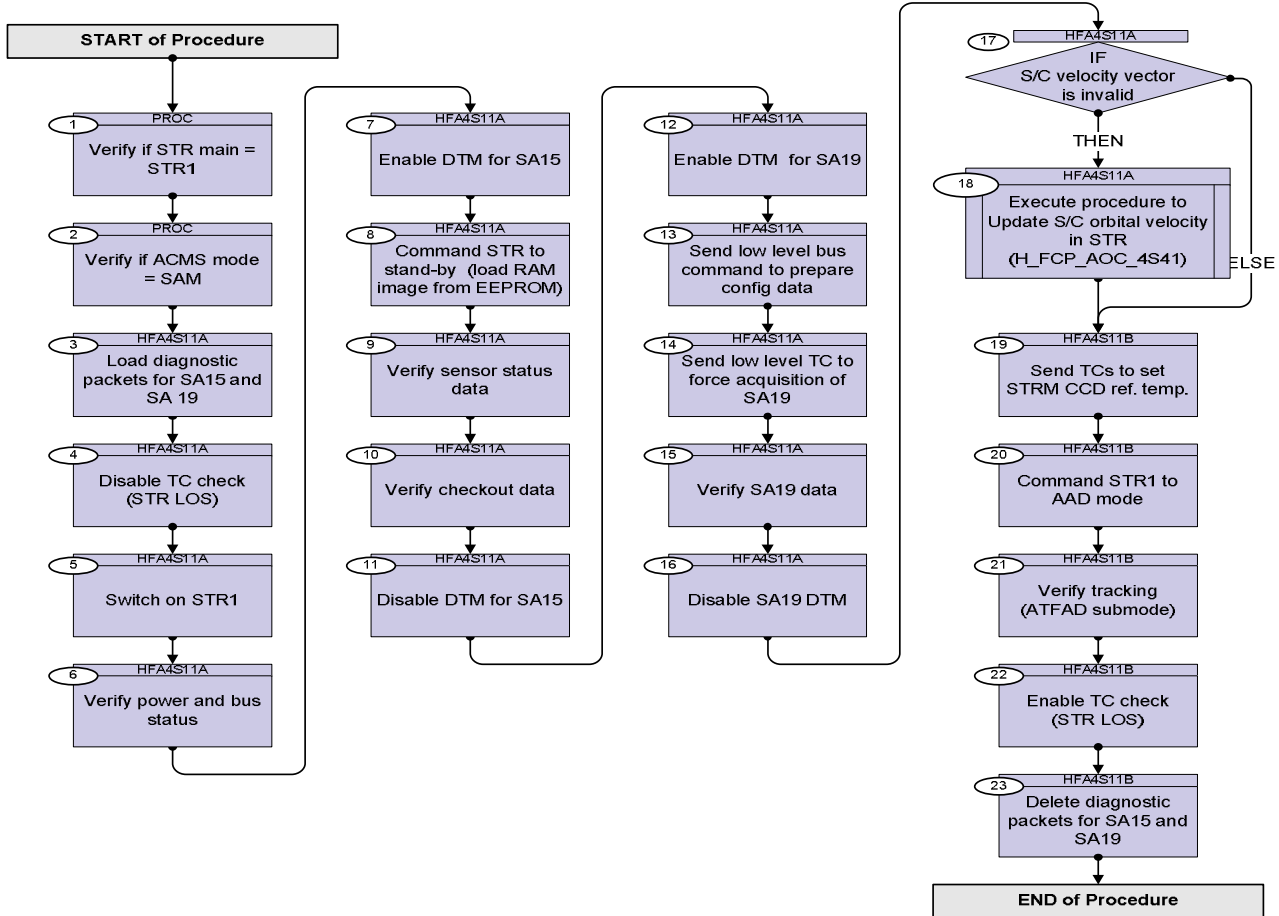 START of Procedure
1
PROC
Verify if STR main =
STR1
2
PROC
Verify if ACMS mode
= SAM
3
HFA4S11A
Load diagnostic
packets for SA15 and
SA 19
4
HFA4S11A
Disable TC check
(STR LOS)
5
HFA4S11A
Switch on STR1
6
HFA4S11A
Verify power and bus
status
7
HFA4S11A
Enable DTM for SA15
8
HFA4S11A
Command STR to
stand-by (load RAM
image from EEPROM)
9
HFA4S11A
Verify sensor status
data
10
HFA4S11A
Verify checkout data
11
HFA4S11A
Disable DTM for SA15
12
HFA4S11A
Enable DTM for SA19
13
HFA4S11A
Send low level bus
command to prepare
config data
14
HFA4S11A
Send low level TC to
force acquisition of
SA19
15
HFA4S11A
Verify SA19 data
16
HFA4S11A
Disable SA19 DTM
17
HFA4S11A
IF
S/C velocity vector
is invalid
THEN
ELSE
18
HFA4S11A
Execute procedure to
Update S/C orbital velocity
in STR
(H_FCP_AOC_4S41)
19
HFA4S11B
Send TCs to set
STRM CCD ref. temp.
20
HFA4S11B
Command STR1 to
AAD mode
21
HFA4S11B
Verify tracking
(ATFAD submode)
22
HFA4S11B
Enable TC check
(STR LOS)
23
HFA4S11B
Delete diagnostic
packets for SA15 and
SA19
END of Procedure